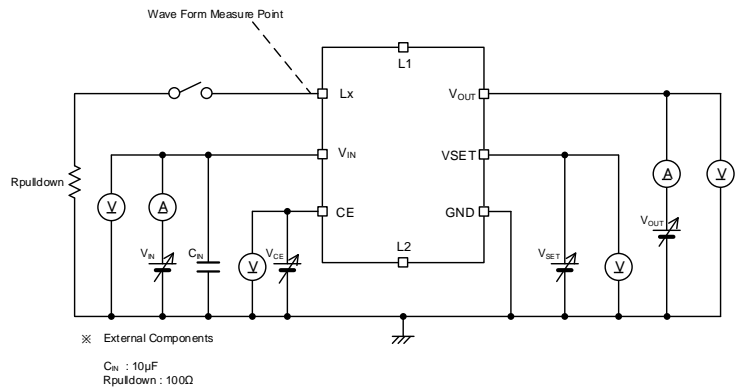 Wave Form Measure Point
L1
Lx
VOUT
VIN
VSET
Rpulldown
V
A
A
V
CE
GND
VOUT
L2
VIN
CIN
V
VCE
VSET
V
※ External Components
CIN : 10µF
Rpulldown : 100Ω